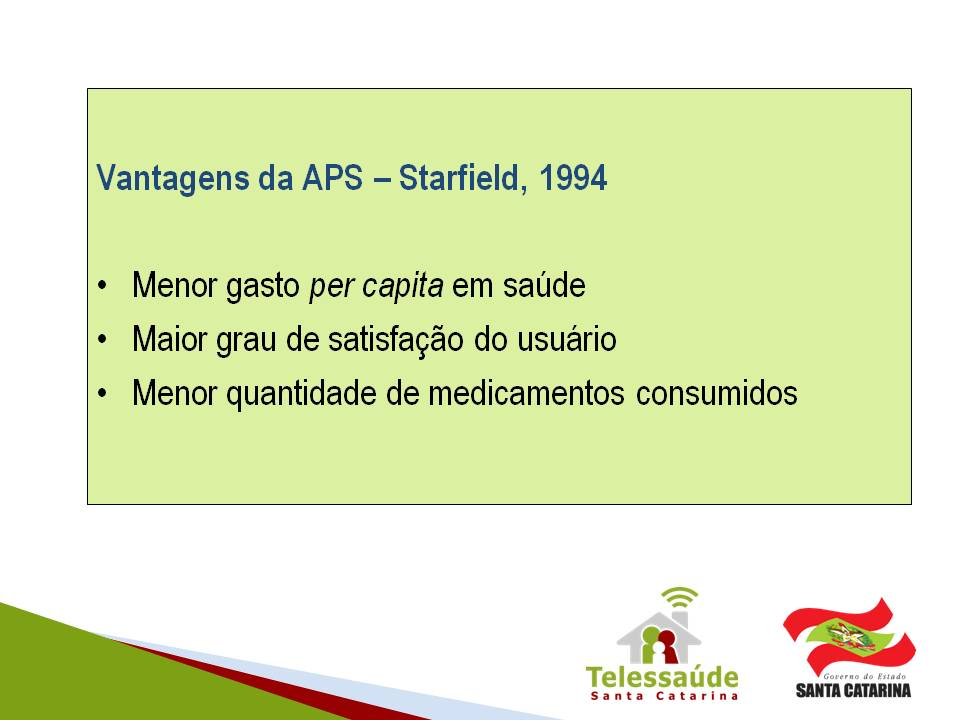 Vantagens da APS – Starfield, 1994
• Menor gasto per capita em saúde
• Maior grau de satisfação do usuário
• Menor quantidade de medicamentos consumidos
Telessaúde
Santa Catarina
Governo do Estado
SANTA CATARINA